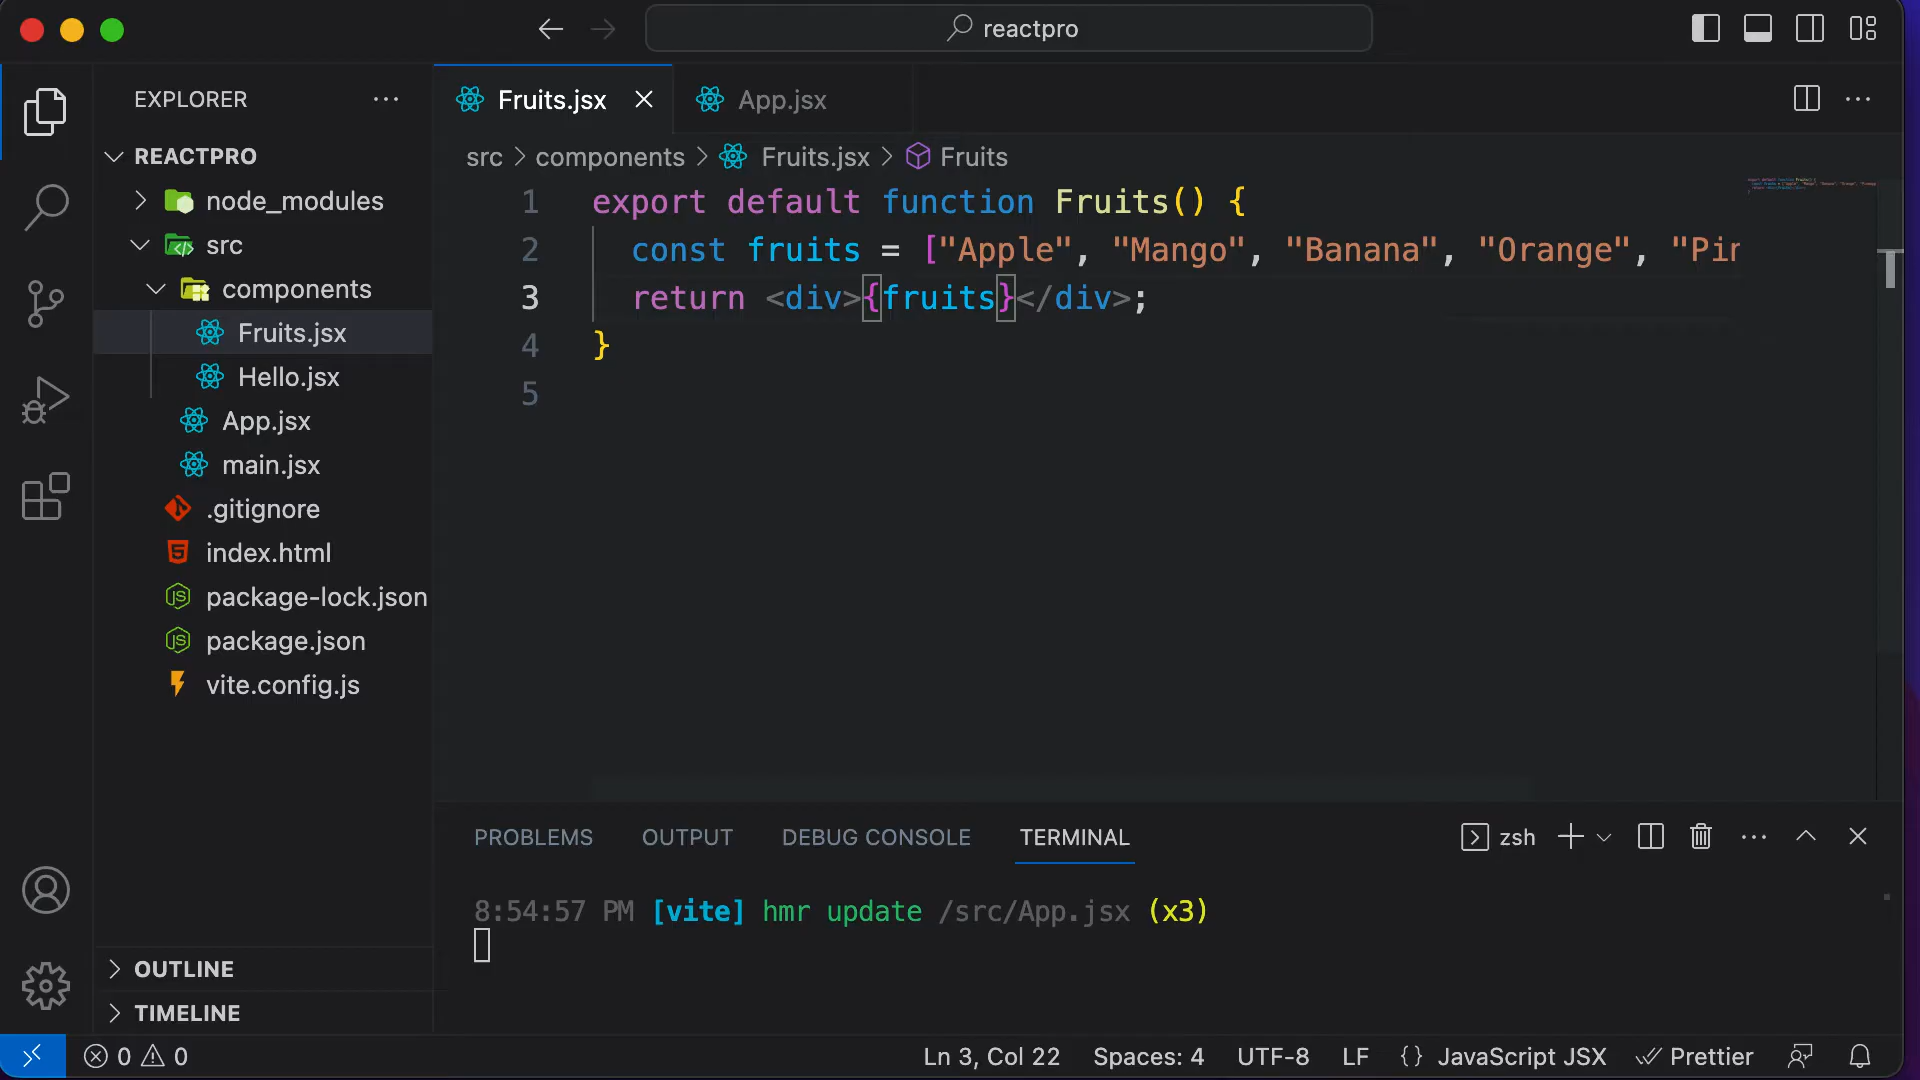 reactpro
EXPLORER
REACTPRO
node_modules
src
components
Fruits.jsx
Hello.jsx
App.jsx
main.jsx
.gitignore
index.html
package-lock.json
package.json
vite.config.js
OUTLINE
TIMELINE
Fruits.jsx
App.jsx
src > components > Fruits.jsx > Fruits
1 export default function Fruits() {
2 const fruits = ["Apple", "Mango", "Banana", "Orange", "Pin
3 return <div>{fruits}</div>;
4 }
5
PROBLEMS OUTPUT DEBUG CONSOLE TERMINAL
zsh
8:54:57 PM [vite] hmr update /src/App.jsx (x3)
0 0
Ln 3, Col 22 Spaces: 4 UTF-8 LF {} JavaScript JSX Prettier